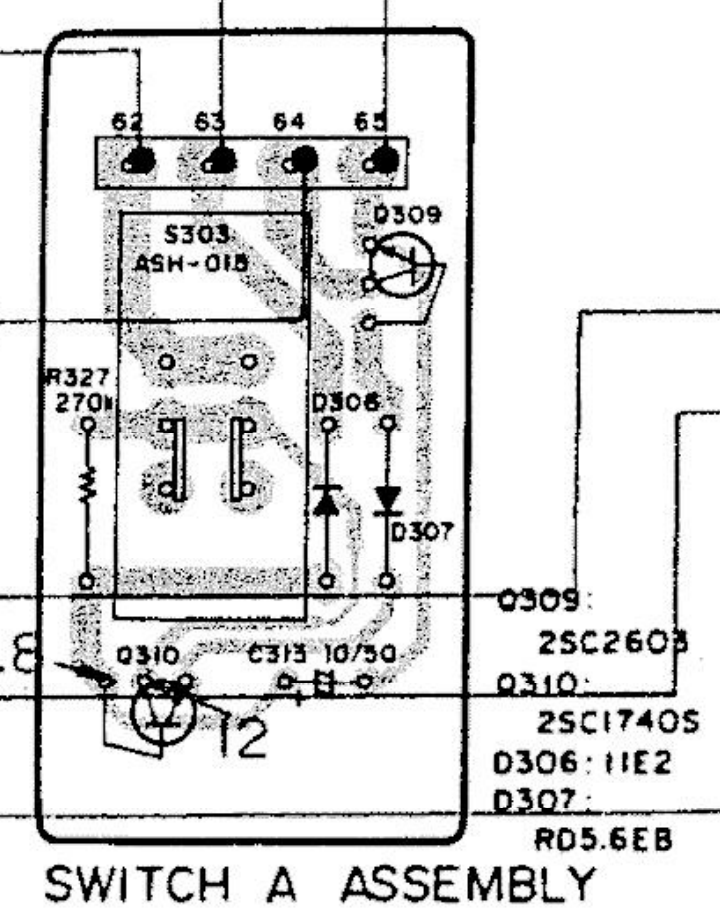 62 63 64 65
D309
S303
ASH-018
R327
270K
D306
D307
Q309:
2SC2603
Q310 C313 10/50
Q310:
2SC1740S
12
D306: 11E2
D307:
RD5.6EB
SWITCH A ASSEMBLY